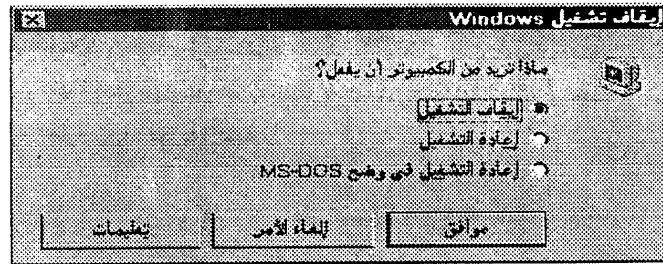 إيقاف تشغيل Windows
ماذا تريد من الكمبيوتر أن يفعل؟
إيقاف التشغيل
إعادة التشغيل
إعادة التشغيل في وضع MS-DOS
موافق
إلغاء الأمر
تعليمات